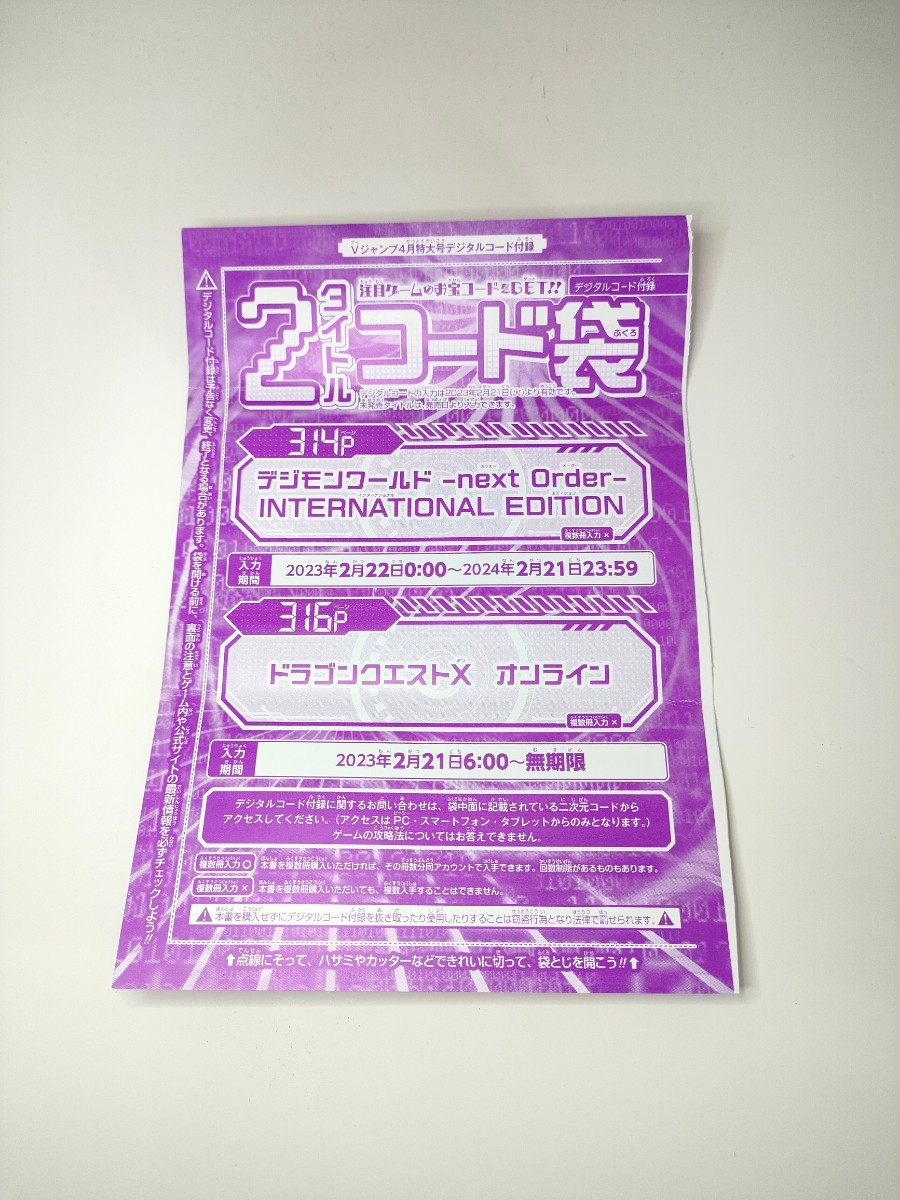 Vジャンプ4月特大号デジタルコード付録
注目ゲームのお宝コードをGET!!
デジタルコード付録
2タイトルコード袋
デジタルコードの入力は2023年2月21日(火)より有効です。
未発売タイトルは、発売日より入力できます。
314P
デジモンワールド -next Order-
INTERNATIONAL EDITION
複数冊入力 ×
入力期間
2023年2月22日0:00〜2024年2月21日23:59
316P
ドラゴンクエストX オンライン
複数冊入力 ×
入力期間
2023年2月21日6:00〜無期限
デジタルコード付録に関するお問い合わせは、袋中面に記載されている二次元コードから
アクセスしてください。(アクセスはPC・スマートフォン・タブレットからのみとなります。)
ゲームの攻略法についてはお答えできません。
複数冊入力 ○ 本書を複数冊購入いただければ、その冊数分同アカウントで入手できます。回数制限があるものもあります。
複数冊入力 × 本書を複数冊購入いただいても、複数入手することはできません。
本書を購入せずにデジタルコード付録を抜き取ったり使用したりすることは窃盗行為となり法律で罰せられます。
↑点線にそって、ハサミやカッターなどできれいに切って、袋とじを開こう!!↑
デジタルコード付録は予告なく変更、終了となる場合があります。袋を開ける前に、裏面の注意とゲーム内や公式サイトの最新情報を必ずチェックしよう!!